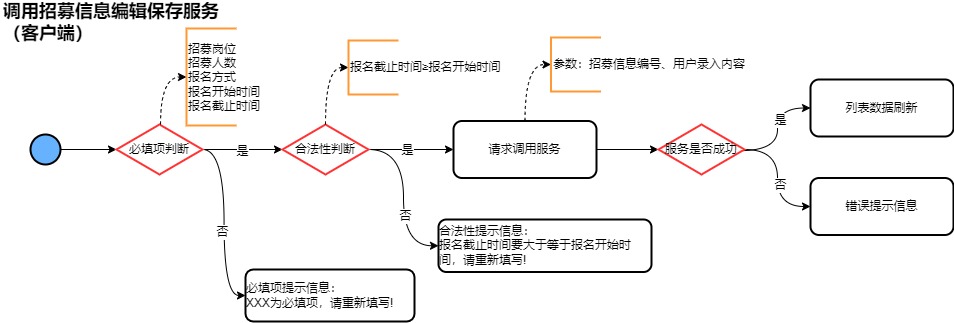 调用招募信息编辑保存服务
（客户端）
招募岗位
招募人数
报名方式
报名开始时间
报名截止时间
报名截止时间≥报名开始时间
参数：招募信息编号、用户录入内容
必填项判断
是
合法性判断
是
请求调用服务
服务是否成功
是
列表数据刷新
否
错误提示信息
否
合法性提示信息：
报名截止时间要大于等于报名开始时
间，请重新填写!
否
必填项提示信息：
XXX为必填项，请重新填写!